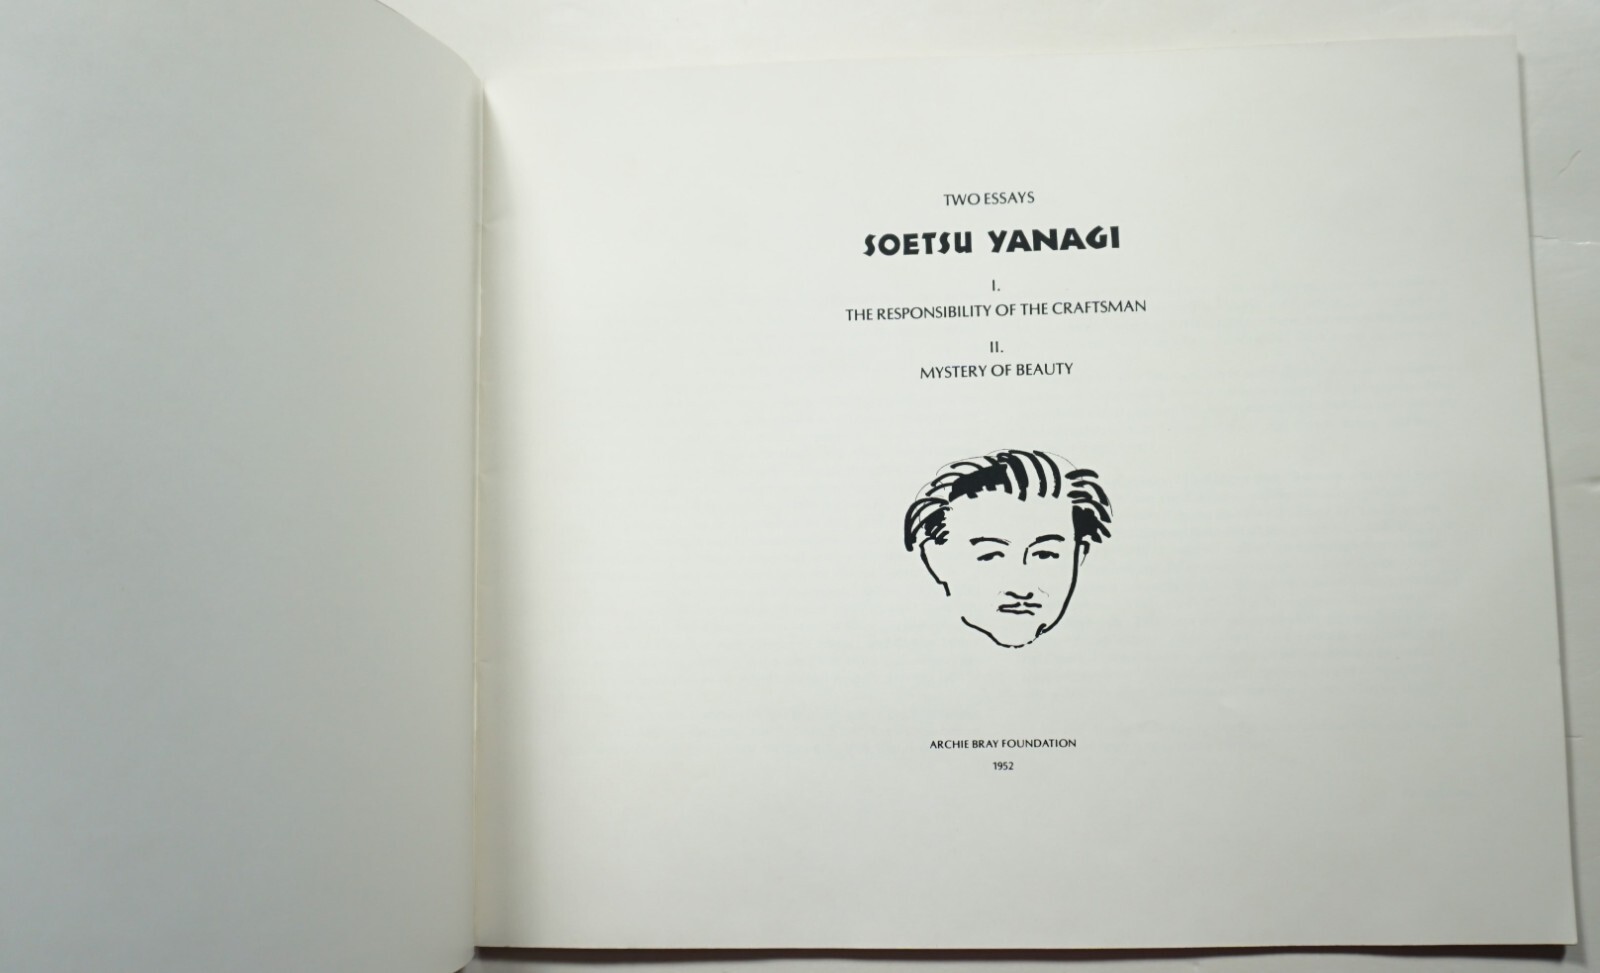 TWO ESSAYS
SOETSU YANAGI
I.
THE RESPONSIBILITY OF THE CRAFTSMAN
II.
MYSTERY OF BEAUTY
ARCHIE BRAY FOUNDATION
1952